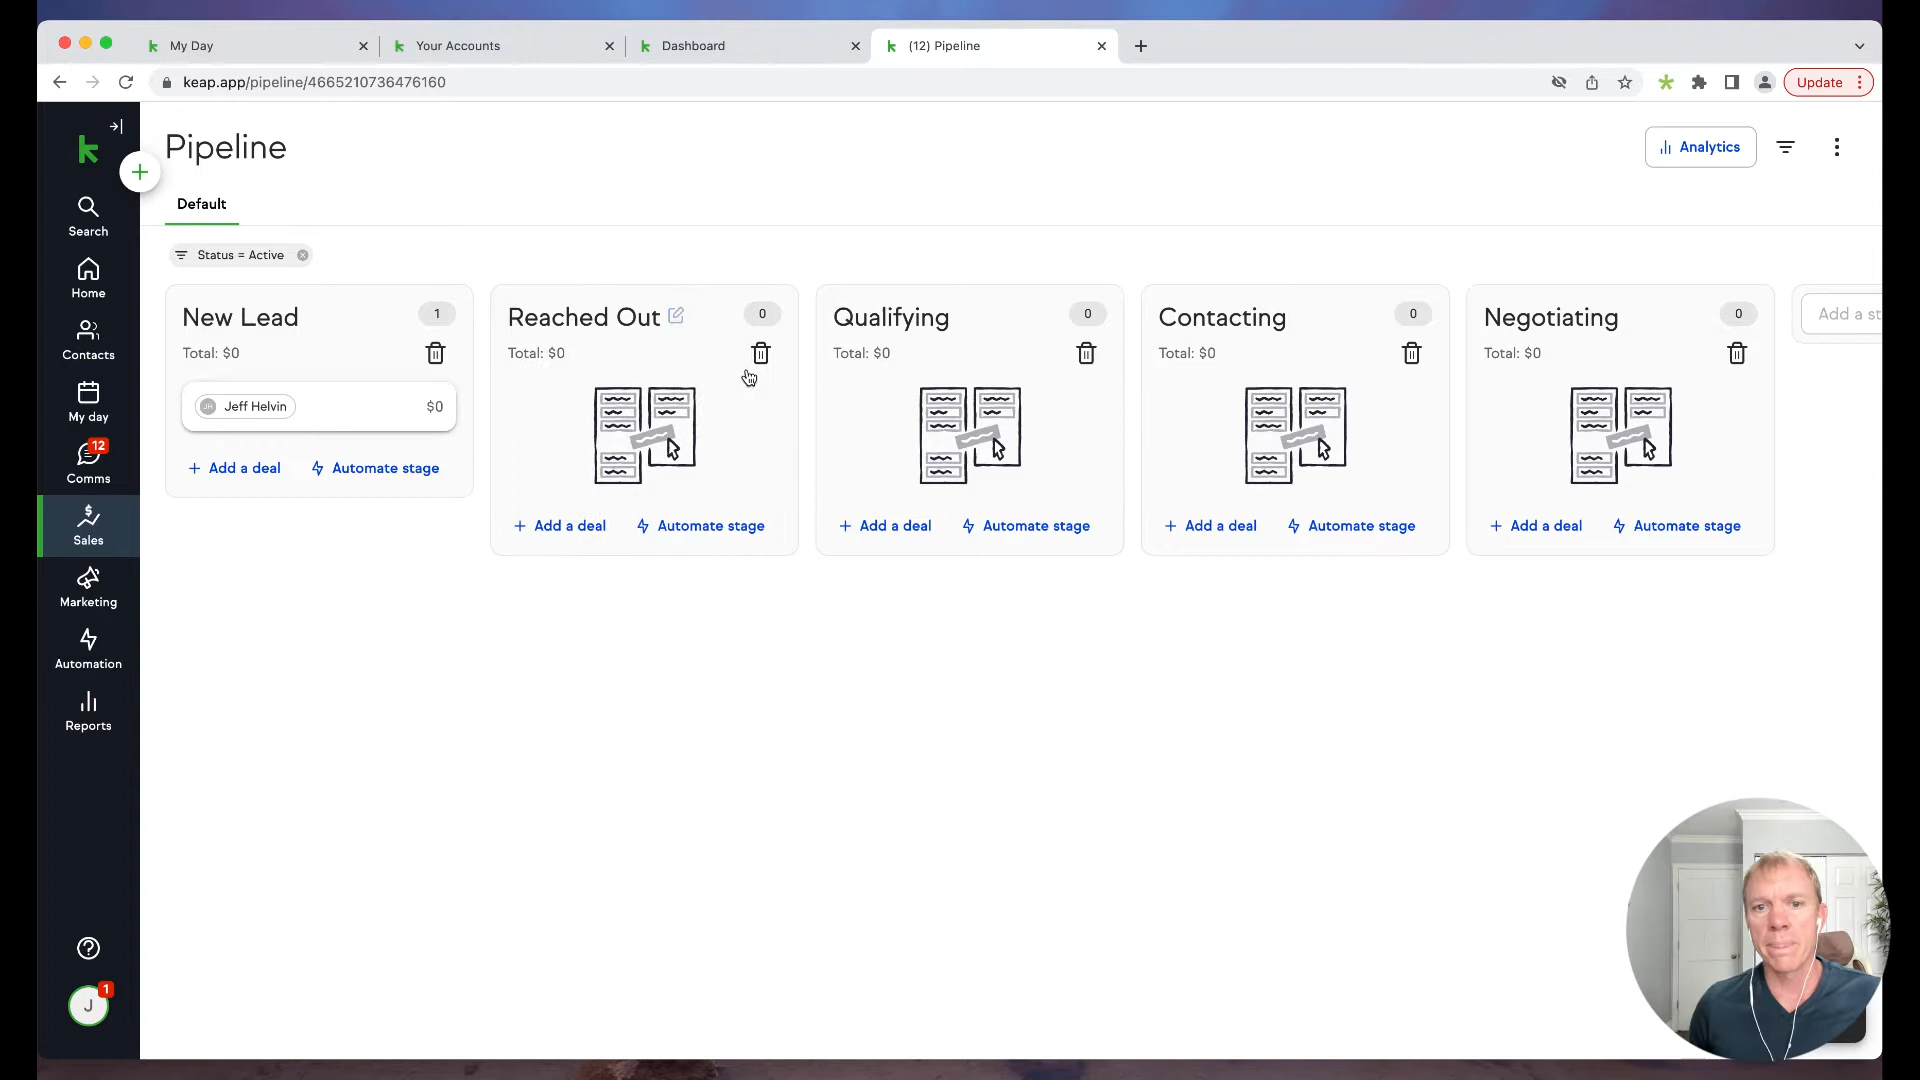 My Day
Your Accounts
Dashboard
(12) Pipeline
keap.app/pipeline/4665210736476160
Update
Pipeline
Analytics
Default
Status = Active
Search
Home
Contacts
My day
12
Comms
Sales
Marketing
Automation
Reports
1
J
New Lead
1
Total: $0
JH
Jeff Helvin
$0
+ Add a deal
Automate stage
Reached Out
0
Total: $0
+ Add a deal
Automate stage
Qualifying
0
Total: $0
+ Add a deal
Automate stage
Contacting
0
Total: $0
+ Add a deal
Automate stage
Negotiating
0
Total: $0
+ Add a deal
Automate stage
Add a st